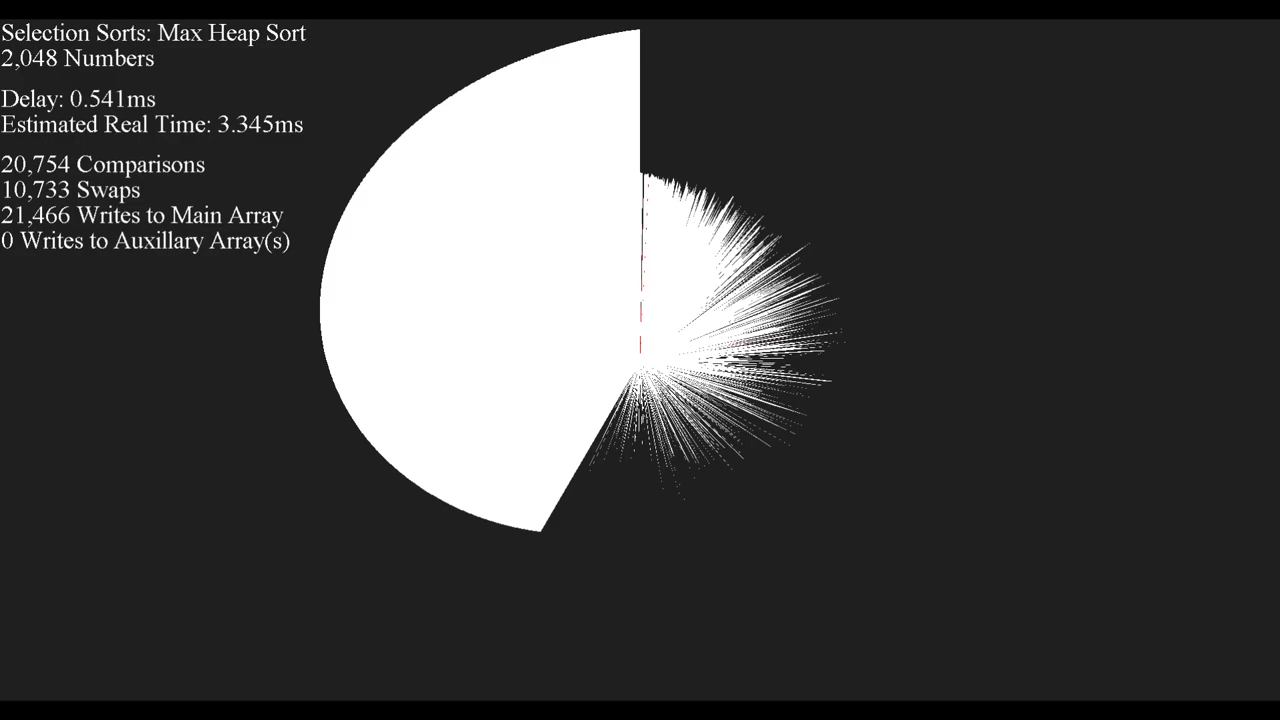 Selection Sorts: Max Heap Sort
2,048 Numbers
Delay: 0.541ms
Estimated Real Time: 3.345ms
20,754 Comparisons
10,733 Swaps
21,466 Writes to Main Array
0 Writes to Auxillary Array(s)